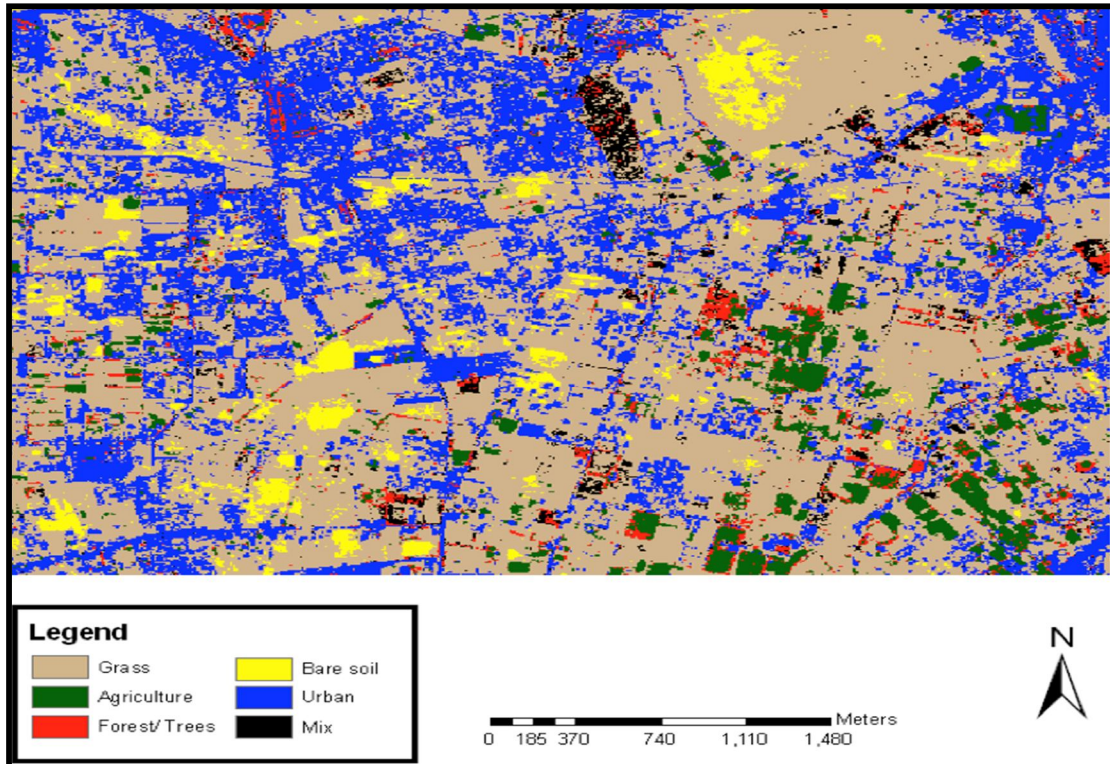 Legend
Grass
Bare soil
Agriculture
Urban
Forest/Trees
Mix
N
Meters
0 185 370 740 1,110 1,480